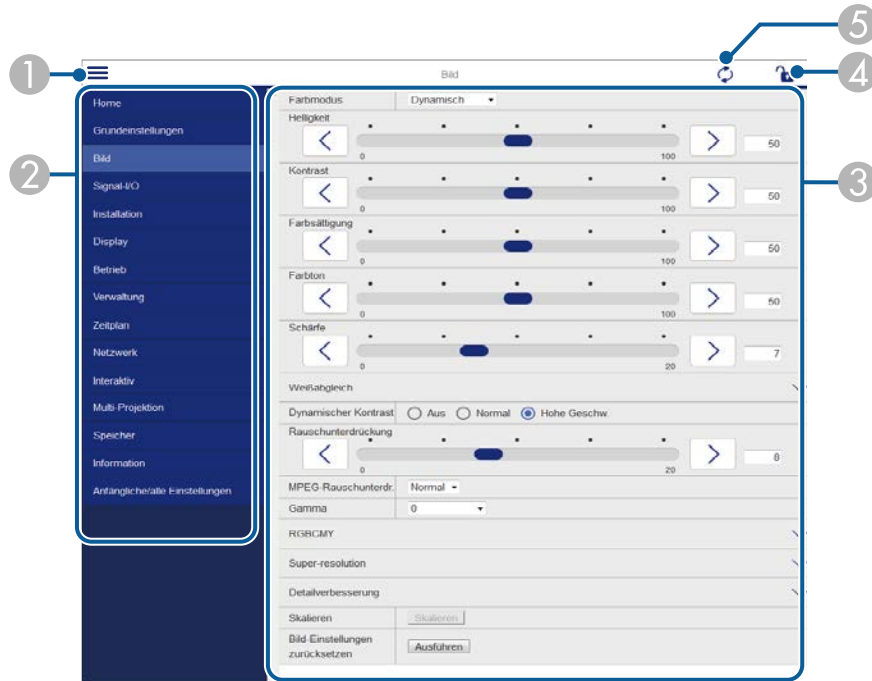 5
1
Bild
4
2
3
Home
Grundeinstellungen
Bild
Signal-I/O
Installation
Display
Betrieb
Verwaltung
Zeitplan
Netzwerk
Interaktiv
Multi-Projektion
Speicher
Information
Anfängliche/alle Einstellungen
Farbmodus Dynamisch
Helligkeit
0 100 50
Kontrast
0 100 50
Farbsättigung
0 100 50
Farbton
0 100 50
Schärfe
0 20 7
Weißabgleich
Dynamischer Kontrast Aus Normal Hohe Geschw.
Rauschunterdrückung
0 20 8
MPEG-Rauschunterdr. Normal
Gamma 0
RGBCMY
Super-resolution
Detailverbesserung
Skalieren Skalieren
Bild-Einstellungen
zurücksetzen Ausführen